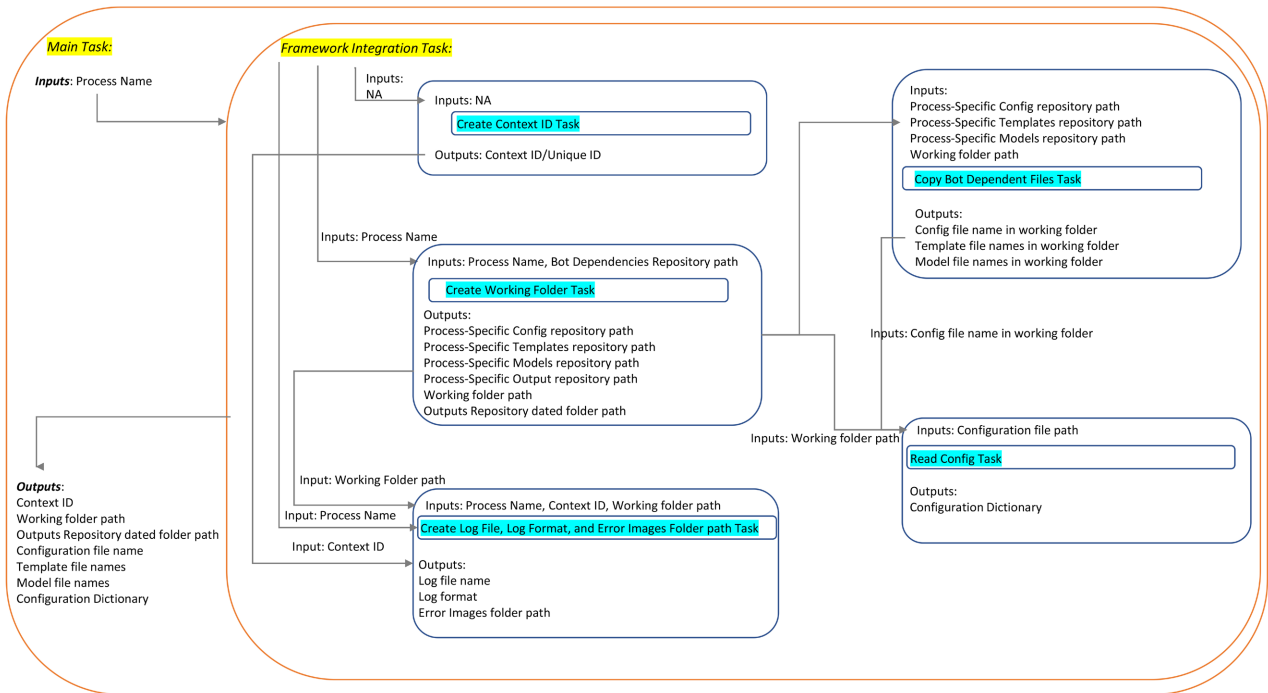 Main Task:
Inputs: Process Name
Framework Integration Task:
Inputs:
NA
Inputs: NA
Create Context ID Task
Outputs: Context ID/Unique ID
Inputs: Process Name
Inputs: Process Name, Bot Dependencies Repository path
Create Working Folder Task
Outputs:
Process-Specific Config repository path
Process-Specific Templates repository path
Process-Specific Models repository path
Process-Specific Output repository path
Working folder path
Outputs Repository dated folder path
Input: Working Folder path
Input: Process Name
Input: Context ID
Inputs: Process Name, Context ID, Working folder path
Create Log File, Log Format, and Error Images Folder path Task
Outputs:
Log file name
Log format
Error Images folder path
Inputs:
Process-Specific Config repository path
Process-Specific Templates repository path
Process-Specific Models repository path
Working folder path
Copy Bot Dependent Files Task
Outputs:
Config file name in working folder
Template file names in working folder
Model file names in working folder
Inputs: Config file name in working folder
Inputs: Working folder path
Inputs: Configuration file path
Read Config Task
Outputs:
Configuration Dictionary
Outputs:
Context ID
Working folder path
Outputs Repository dated folder path
Configuration file name
Template file names
Model file names
Configuration Dictionary